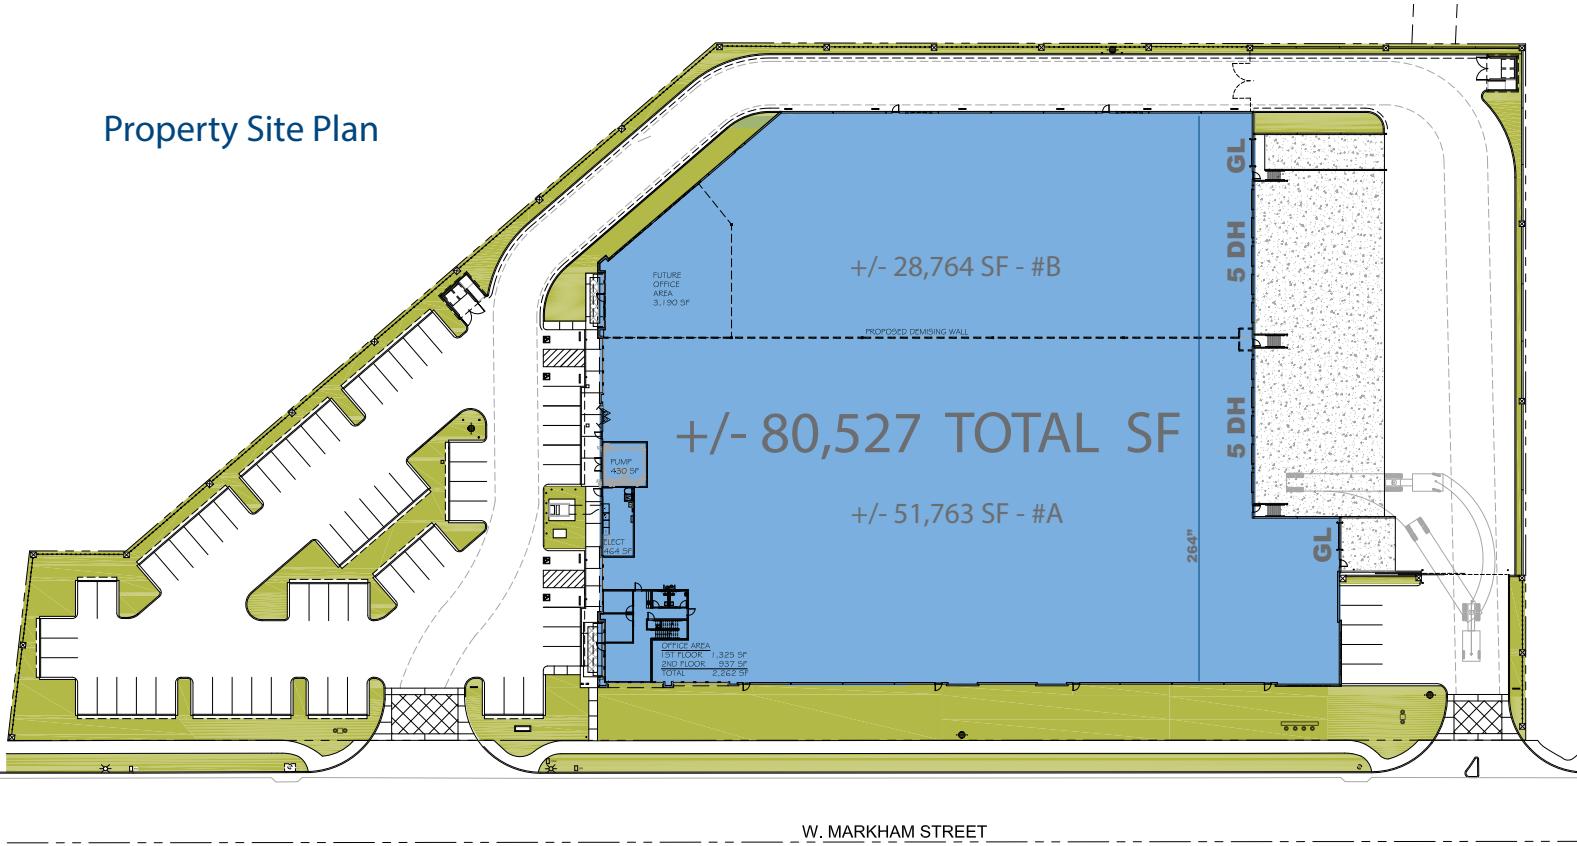 Property Site Plan
GL
5 DH
+/- 28,764 SF - #B
FUTURE
OFFICE
AREA
3,190 SF
PROPOSED DEMISING WALL
+/- 80,527 TOTAL SF
5 DH
PUMP
430 SF
+/- 51,763 SF - #A
ELECT
464 SF
264"
GL
OFFICE AREA
1ST FLOOR 1,325 SF
2ND FLOOR 937 SF
TOTAL 2,262 SF
W. MARKHAM STREET